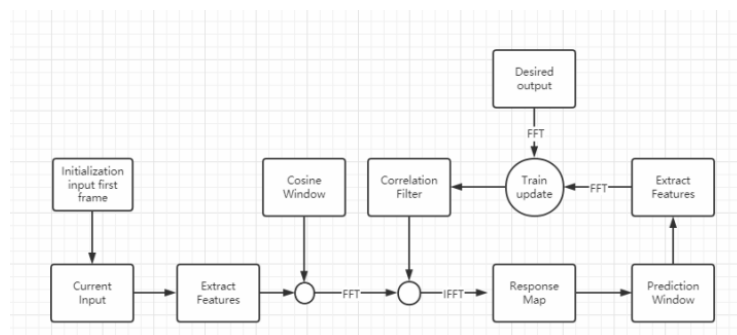 Desired
output
FFT
Initialization
input first
frame
Cosine
Window
Correlation
Filter
Train
update
FFT
Extract
Features
Current
Input
Extract
Features
FFT
IFFT
Response
Map
Prediction
Window